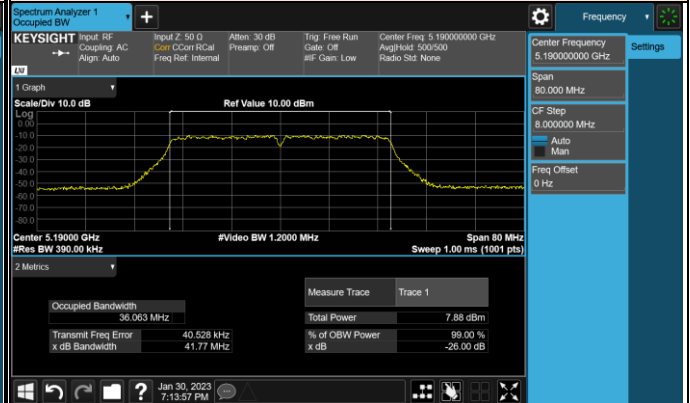 Spectrum Analyzer 1
Occupied BW
Frequency
KEYSIGHT
Input: RF
Coupling: AC
Align: Auto
Input Z: 50 Ω
Corr CCorr RCal
Freq Ref: Internal
Atten: 30 dB
Preamp: Off
Trig: Free Run
Gate: Off
#IF Gain: Low
Center Freq: 5.190000000 GHz
Avg|Hold: 500/500
Radio Std: None
LXI
Center Frequency
5.190000000 GHz
Settings
Span
80.000 MHz
CF Step
8.000000 MHz
Auto
Man
Freq Offset
0 Hz
1 Graph
Scale/Div 10.0 dB
Ref Value 10.00 dBm
Log
0.00
-10.0
-20.0
-30.0
-40.0
-50.0
-60.0
-70.0
-80.0
Center 5.19000 GHz
#Video BW 1.2000 MHz
Span 80 MHz
#Res BW 390.00 kHz
Sweep 1.00 ms (1001 pts)
2 Metrics
Measure Trace
Trace 1
Occupied Bandwidth
36.063 MHz
Total Power
7.88 dBm
Transmit Freq Error
40.528 kHz
% of OBW Power
99.00 %
x dB Bandwidth
41.77 MHz
x dB
-26.00 dB
?
Jan 30, 2023
7:13:57 PM